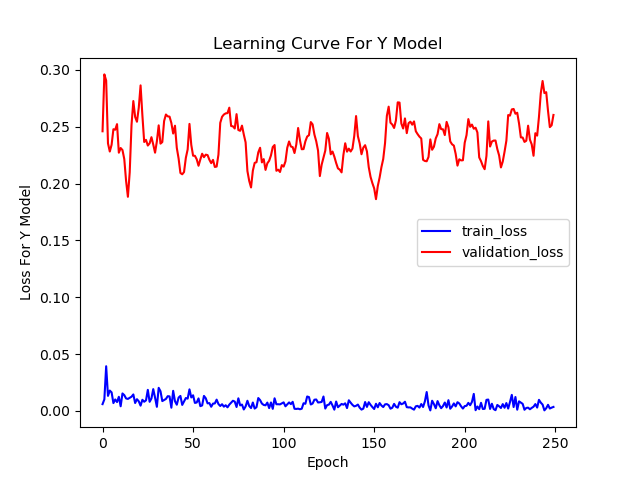 Learning Curve For Y Model
0.30
0.25
0.20
0.15
0.10
0.05
0.00
Loss For Y Model
train_loss
validation_loss
0
50
100
150
200
250
Epoch